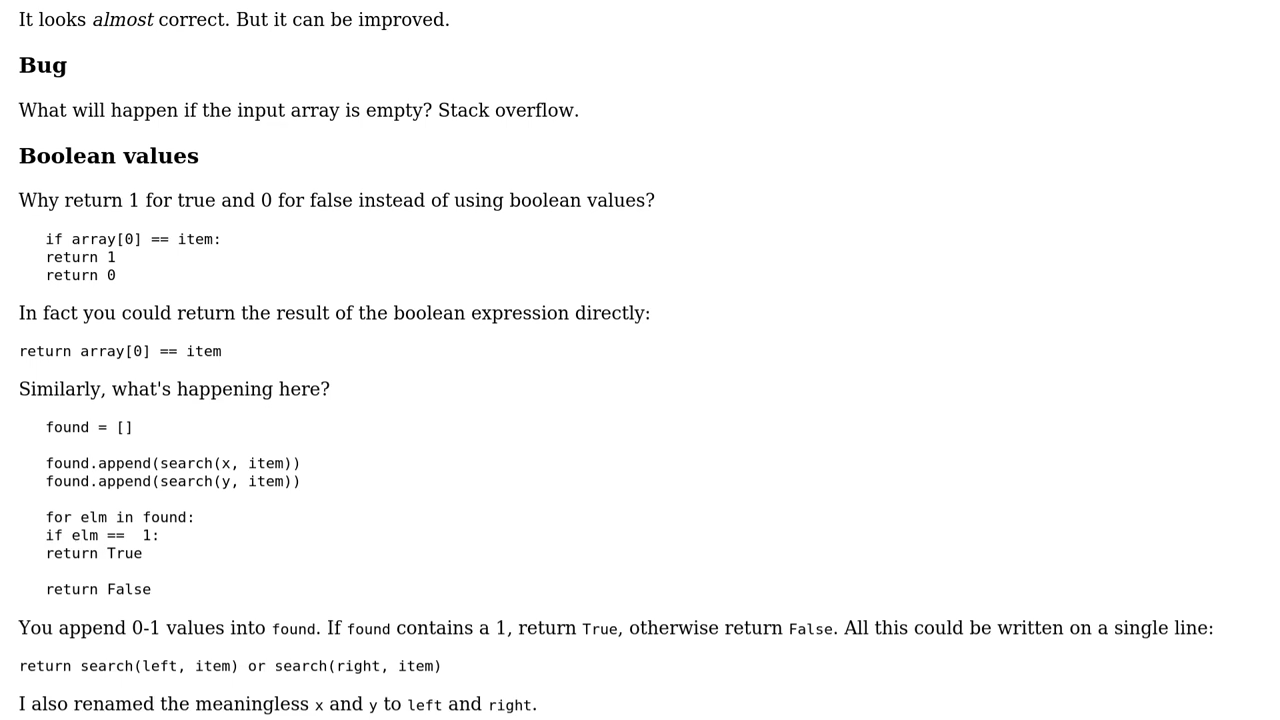 It looks almost correct. But it can be improved.
Bug
What will happen if the input array is empty? Stack overflow.
Boolean values
Why return 1 for true and 0 for false instead of using boolean values?
if array[0] == item:
return 1
return 0
In fact you could return the result of the boolean expression directly:
return array[0] == item
Similarly, what's happening here?
found = []
found.append(search(x, item))
found.append(search(y, item))
for elm in found:
if elm ==  1:
return True
return False
You append 0-1 values into found. If found contains a 1, return True, otherwise return False. All this could be written on a single line:
return search(left, item) or search(right, item)
I also renamed the meaningless x and y to left and right.